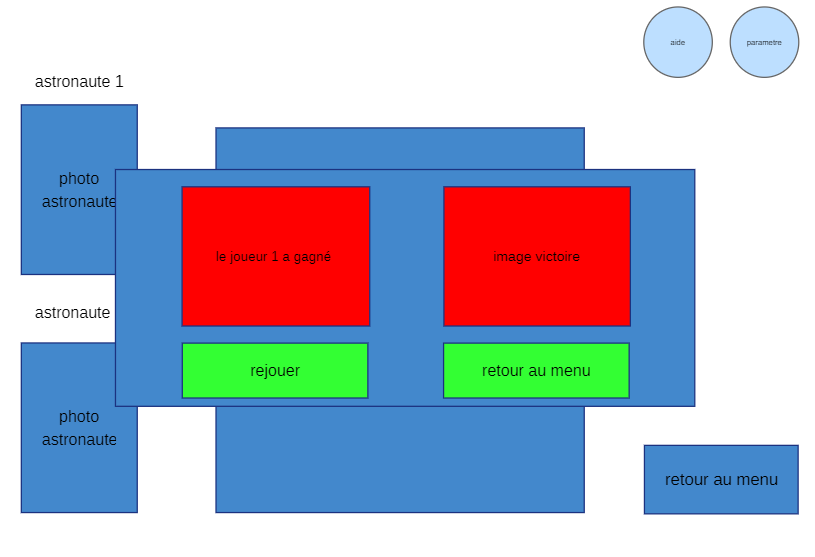 aide
parametre
astronaute 1
photo
astronaute
le joueur 1 a gagné
image victoire
astronaute
rejouer
retour au menu
photo
astronaute
retour au menu